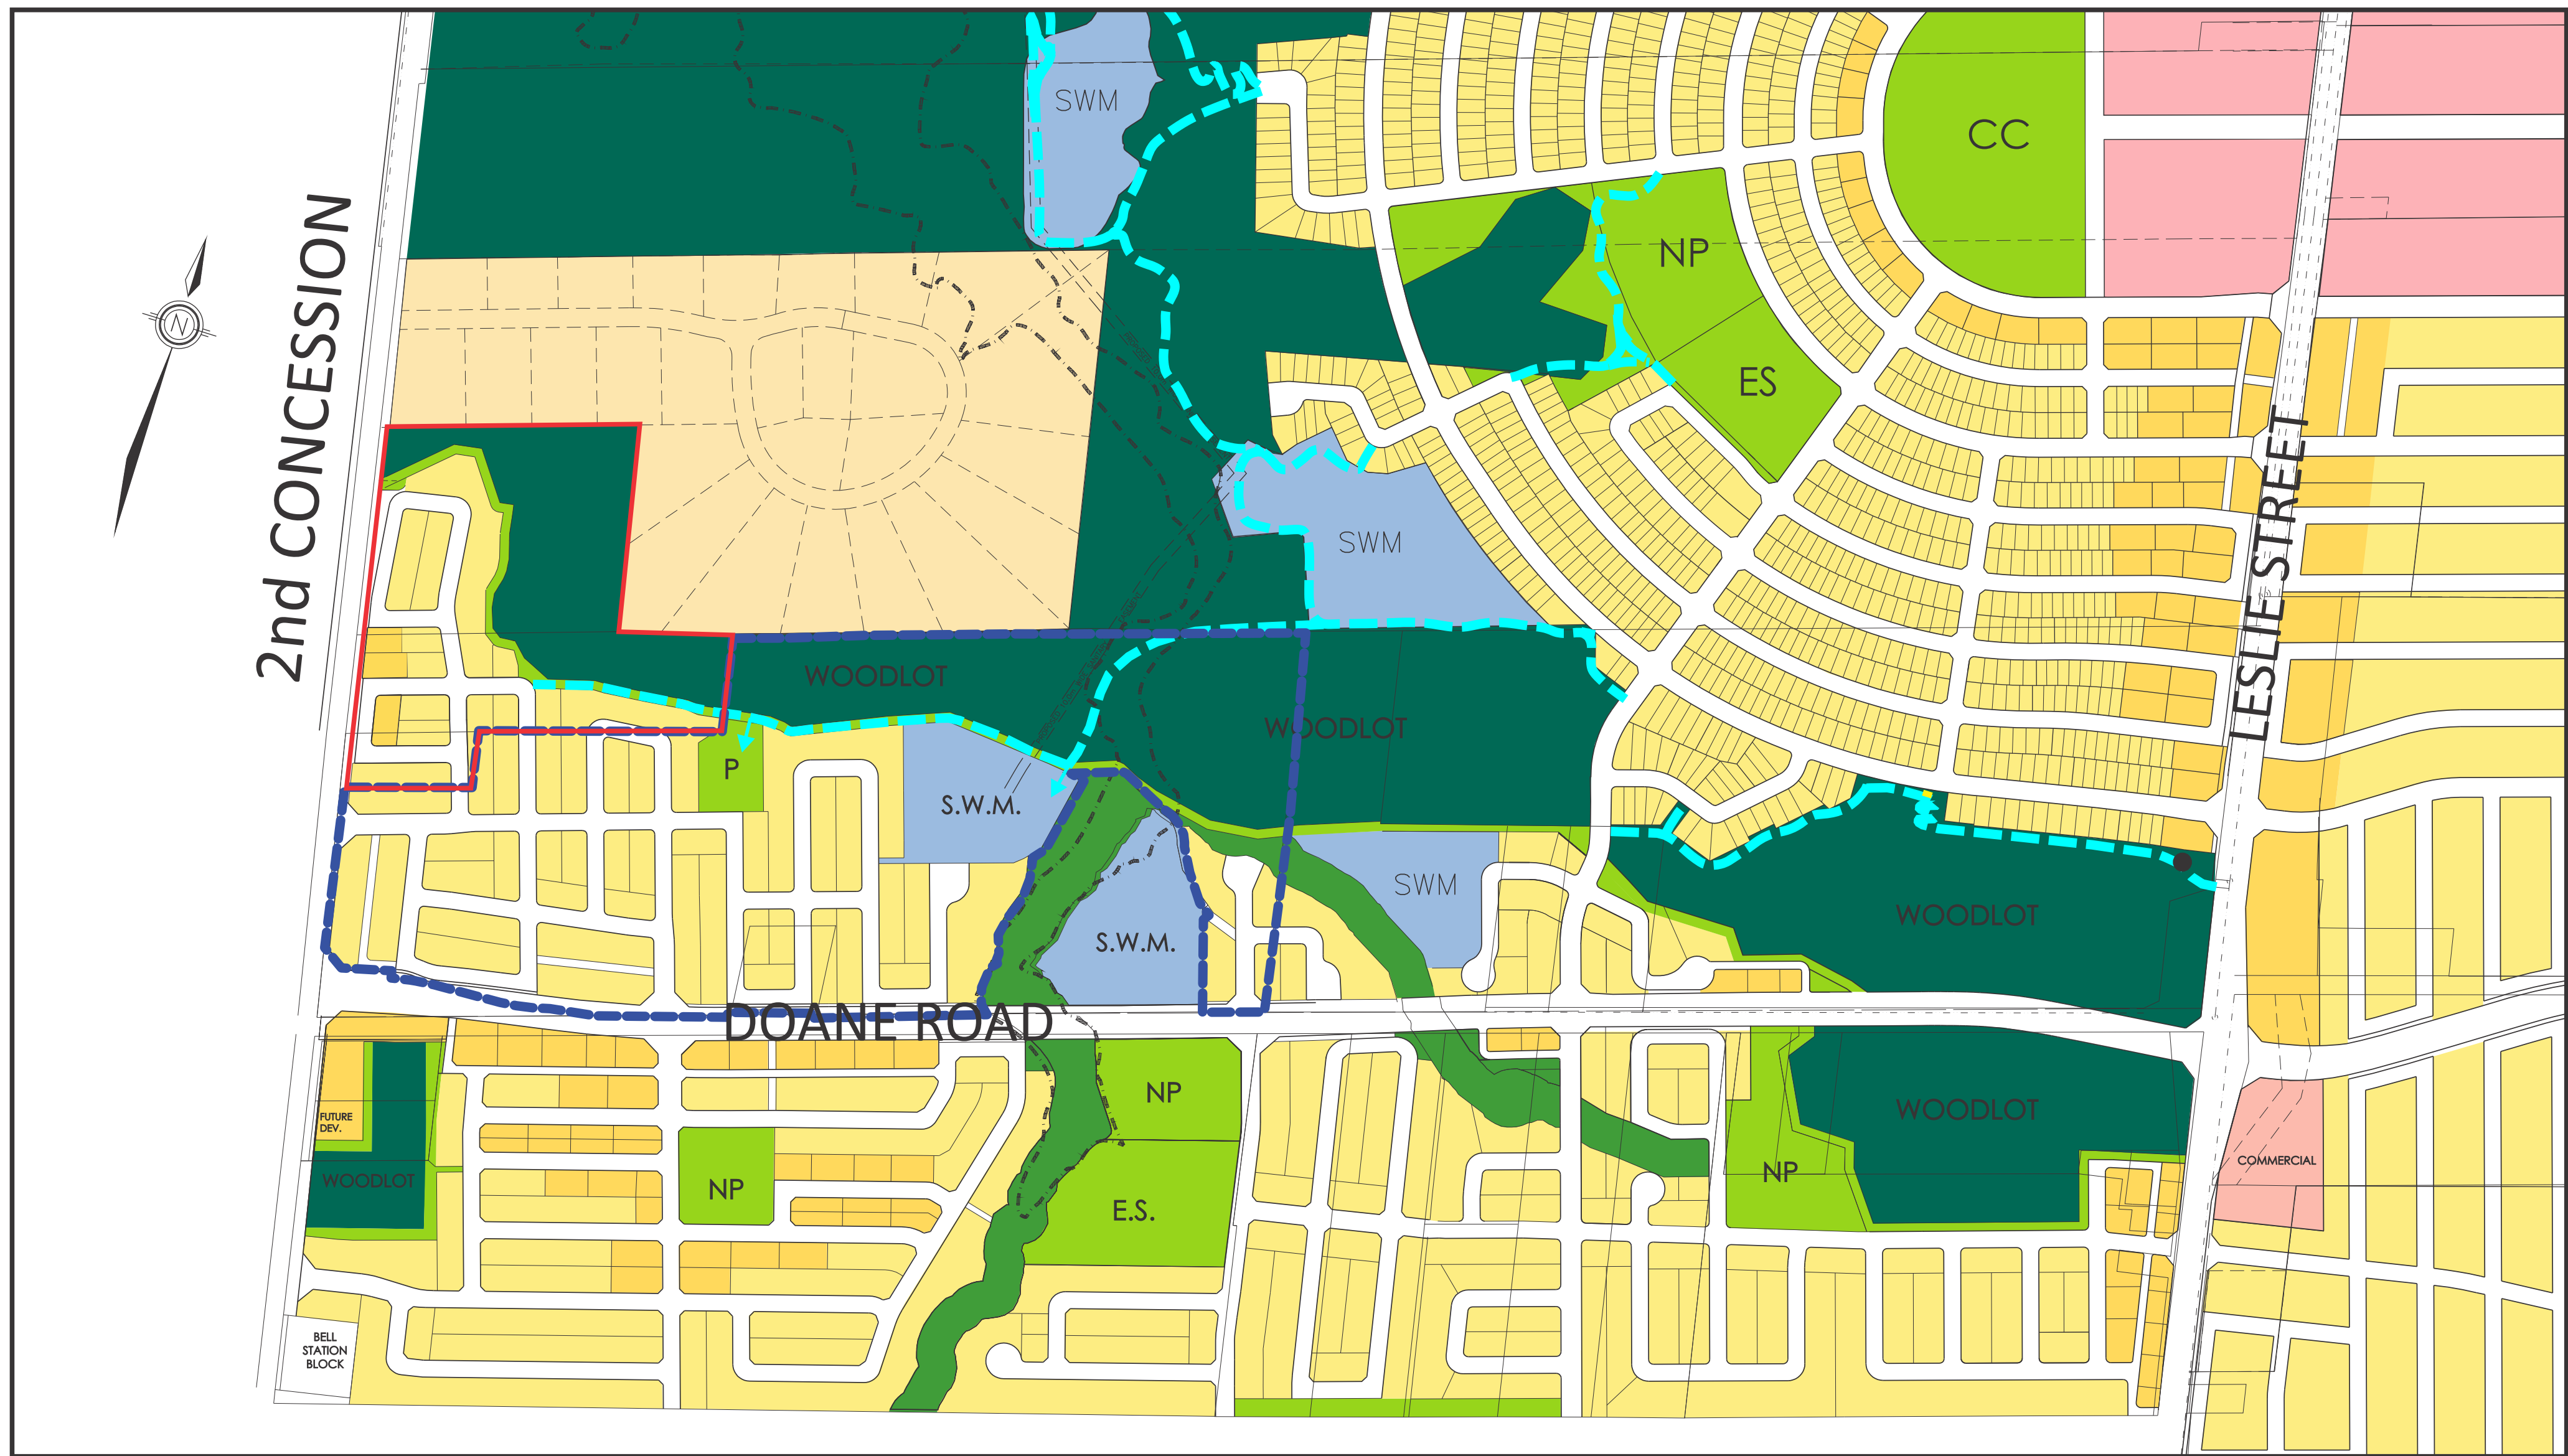 SWM
CC
2nd CONCESSION
N
NP
ES
LESLIE STREET
SWM
WOODLOT
WOODLOT
P
S.W.M.
SWM
WOODLOT
S.W.M.
DOANE ROAD
NP
FUTURE
DEV.
WOODLOT
WOODLOT
NP
NP
COMMERCIAL
E.S.
BELL
STATION
BLOCK